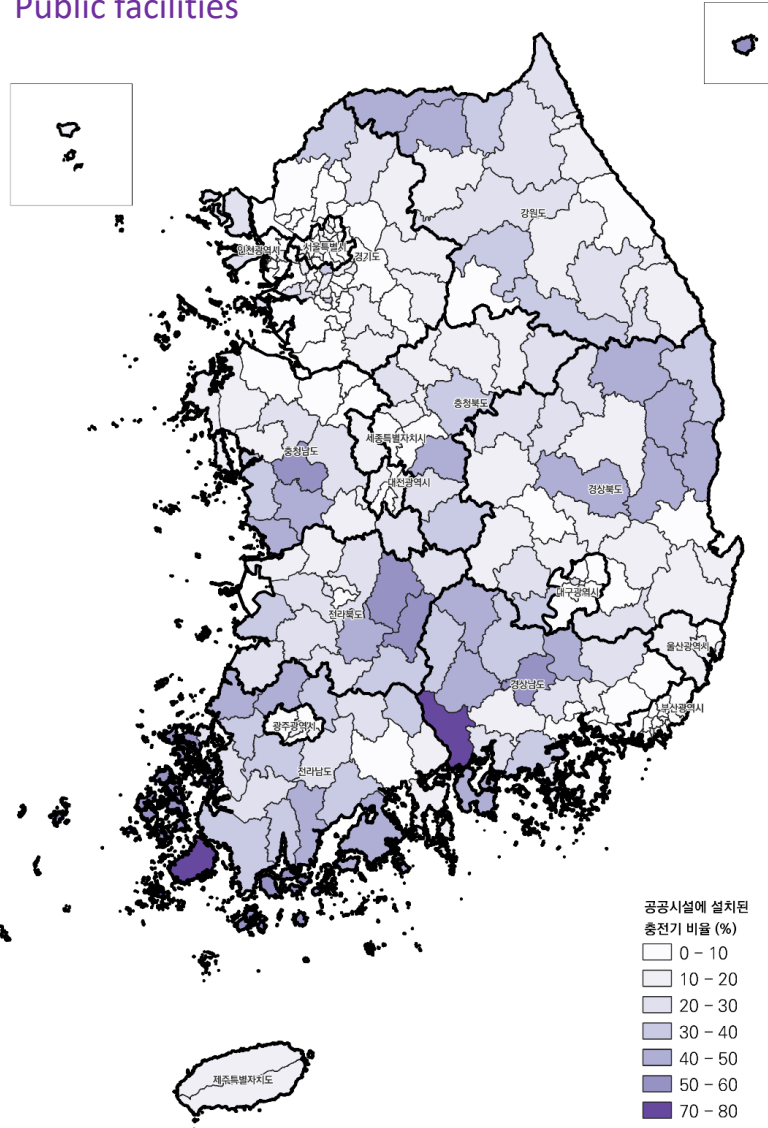 Public facilities
강원도
인천광역시
서울특별시
경기도
충청북도
세종특별자치시
충청남도
대전광역시
경상북도
대구광역시
전라북도
울산광역시
경상남도
부산광역시
광주광역시
전라남도
제주특별자치도
공공시설에 설치된
충전기 비율 (%)
0 – 10
10 – 20
20 – 30
30 – 40
40 – 50
50 – 60
70 – 80